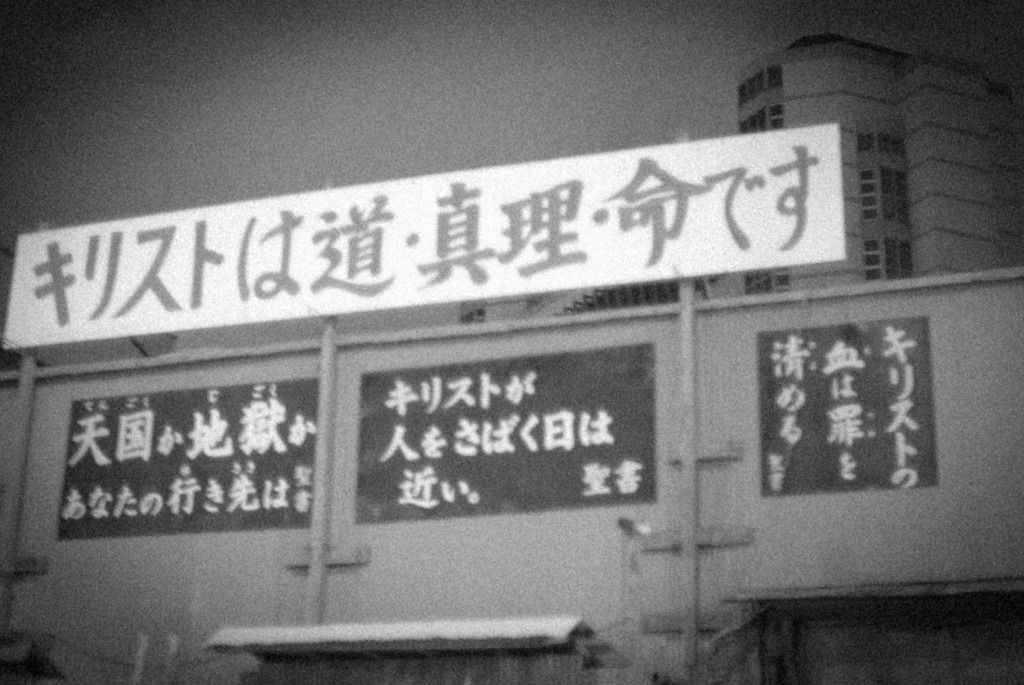 キリストは道・真理・命です
天国か地獄か
あなたの行き先は
聖書
キリストが
人をさばく日は
近い。 聖書
キリストの
血は罪を
清める 聖書